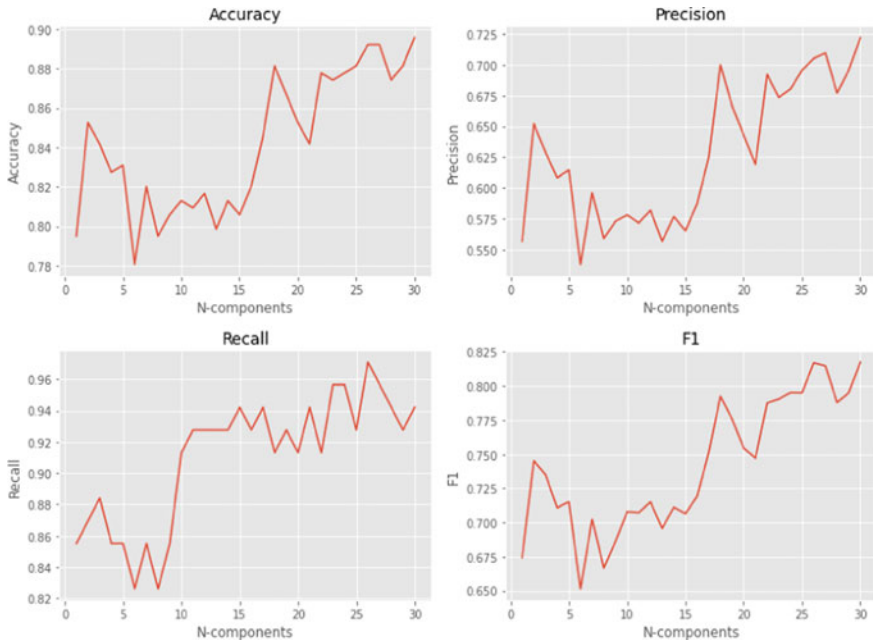 Accuracy
0.90
0.88
0.86
0.84
0.82
0.80
0.78
Accuracy
0 5 10 15 20 25 30
N-components
Precision
0.725
0.700
0.675
0.650
0.625
0.600
0.575
0.550
Precision
0 5 10 15 20 25 30
N-components
Recall
0.96
0.94
0.92
0.90
0.88
0.86
0.84
0.82
Recall
0 5 10 15 20 25 30
N-components
F1
0.825
0.800
0.775
0.750
0.725
0.700
0.675
0.650
F1
0 5 10 15 20 25 30
N-components